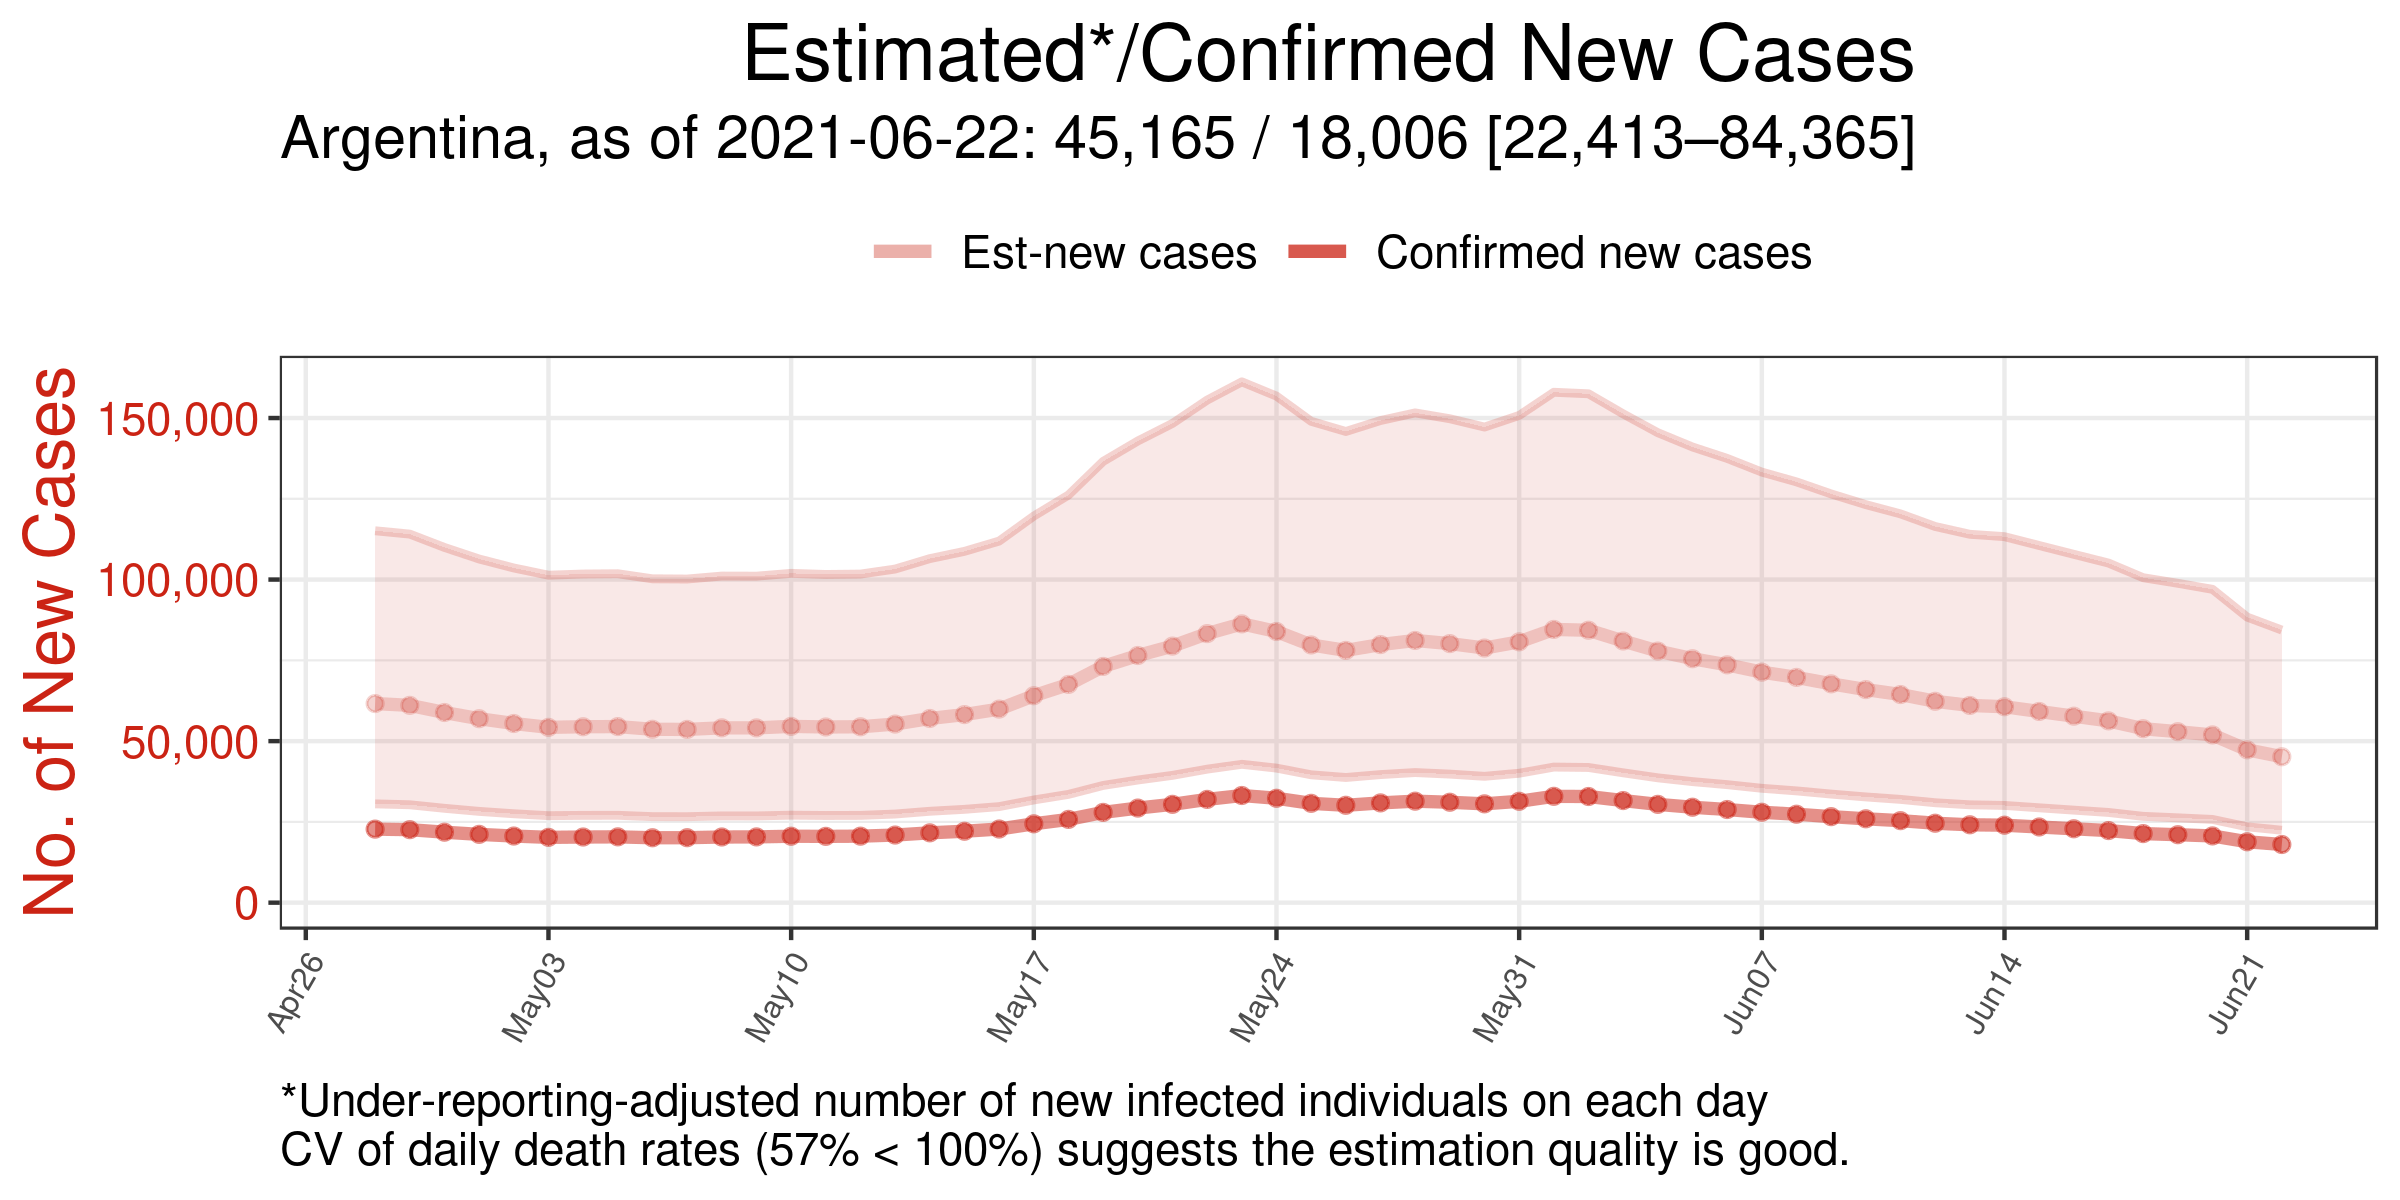 Estimated*/Confirmed New Cases
Argentina, as of 2021-06-22: 45,165 / 18,006 [22,413–84,365]
Est-new cases Confirmed new cases
No. of New Cases
150,000
100,000
50,000
0
Apr26 May03 May10 May17 May24 May31 Jun07 Jun14 Jun21
*Under-reporting-adjusted number of new infected individuals on each day
CV of daily death rates (57% < 100%) suggests the estimation quality is good.